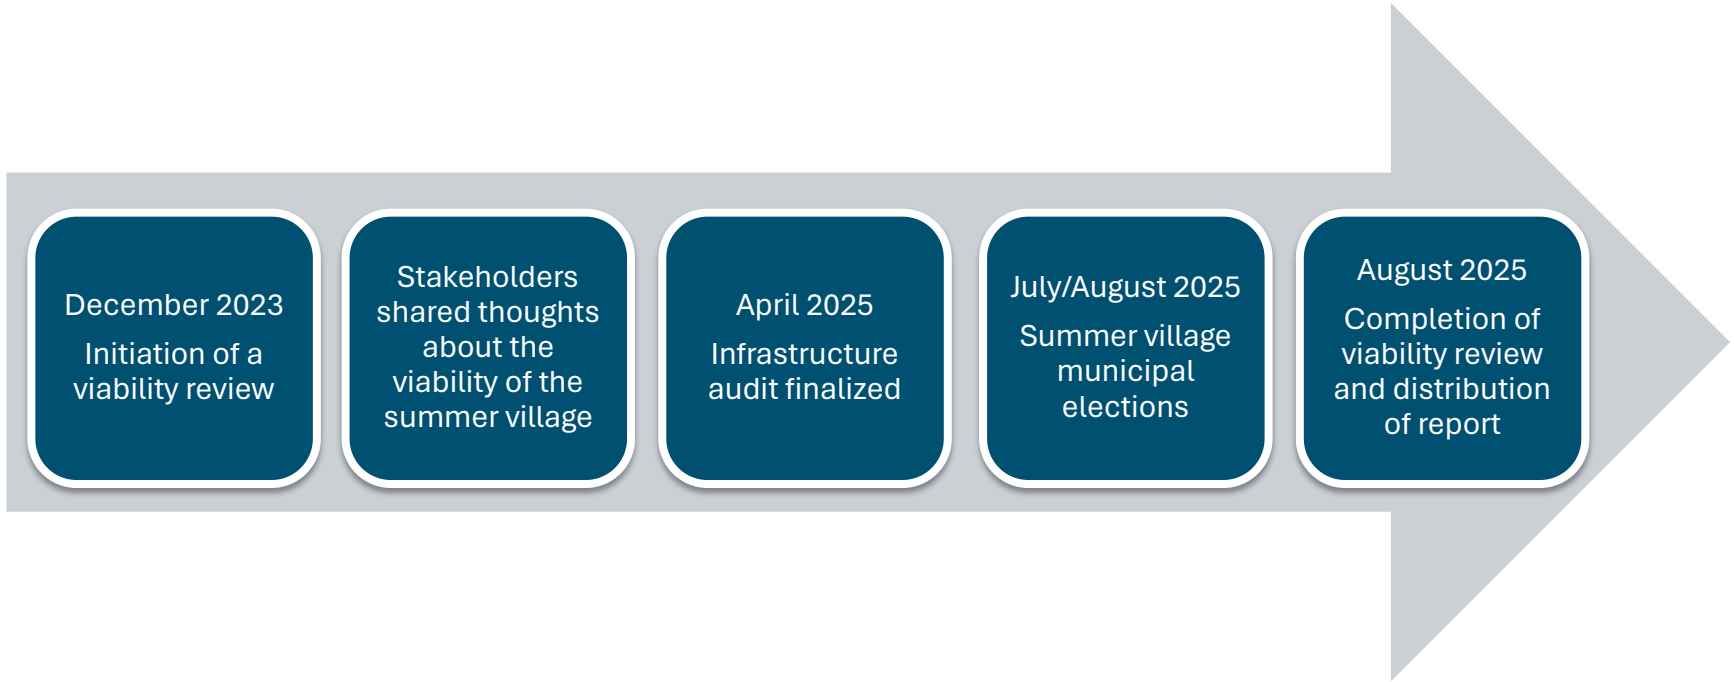 December 2023
Initiation of a
viability review
Stakeholders
shared thoughts
about the
viability of the
summer village
April 2025
Infrastructure
audit finalized
July/August 2025
Summer village
municipal
elections
August 2025
Completion of
viability review
and distribution
of report